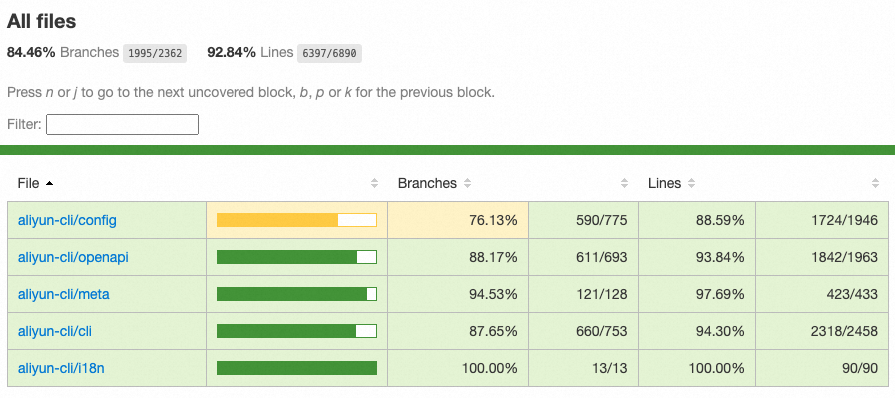 All files
84.46% Branches 1995/2362 92.84% Lines 6397/6890
Press n or j to go to the next uncovered block, b, p or k for the previous block.
Filter:
File Branches Lines
aliyun-cli/config 76.13% 590/775 88.59% 1724/1946
aliyun-cli/openapi 88.17% 611/693 93.84% 1842/1963
aliyun-cli/meta 94.53% 121/128 97.69% 423/433
aliyun-cli/cli 87.65% 660/753 94.30% 2318/2458
aliyun-cli/i18n 100.00% 13/13 100.00% 90/90